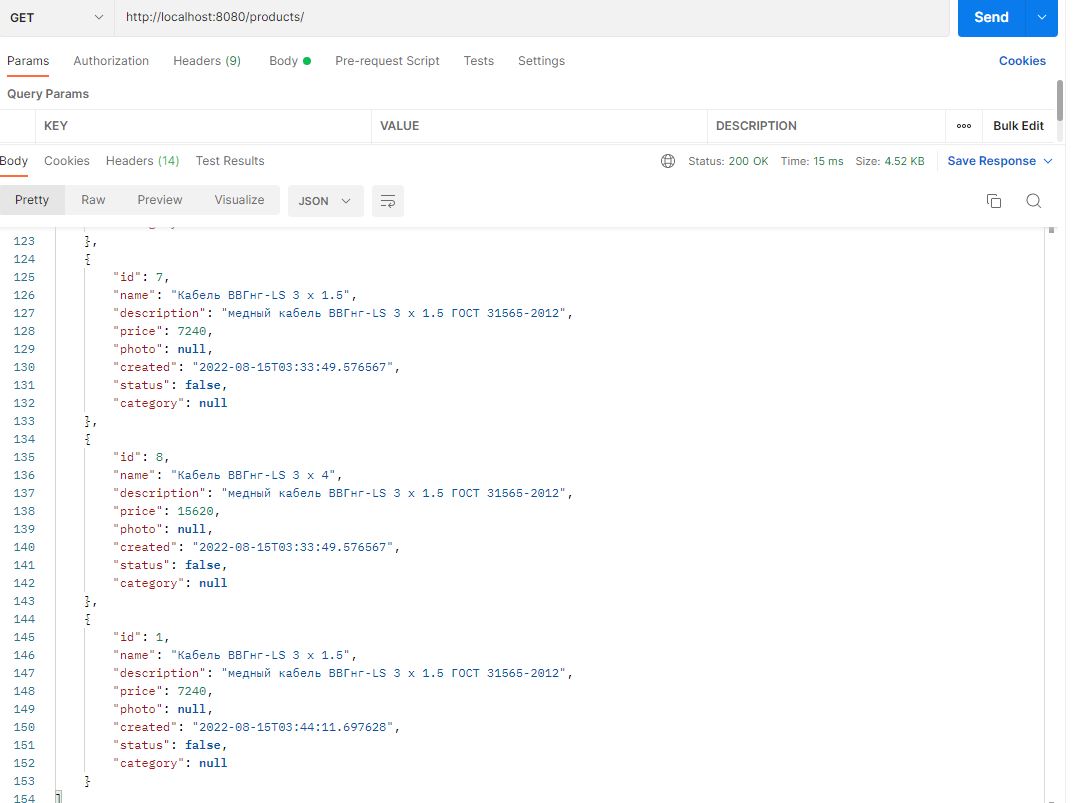 GET http://localhost:8080/products/ Send
Params Authorization Headers (9) Body Pre-request Script Tests Settings Cookies
Query Params
KEY VALUE DESCRIPTION ooo Bulk Edit
Body Cookies Headers (14) Test Results Status: 200 OK Time: 15 ms Size: 4.52 KB Save Response
Pretty Raw Preview Visualize JSON
123 },
124 {
125 "id": 7,
126 "name": "Кабель ВВГнг-LS 3 x 1.5",
127 "description": "медный кабель ВВГнг-LS 3 x 1.5 ГОСТ 31565-2012",
128 "price": 7240,
129 "photo": null,
130 "created": "2022-08-15T03:33:49.576567",
131 "status": false,
132 "category": null
133 },
134 {
135 "id": 8,
136 "name": "Кабель ВВГнг-LS 3 x 4",
137 "description": "медный кабель ВВГнг-LS 3 x 1.5 ГОСТ 31565-2012",
138 "price": 15620,
139 "photo": null,
140 "created": "2022-08-15T03:33:49.576567",
141 "status": false,
142 "category": null
143 },
144 {
145 "id": 1,
146 "name": "Кабель ВВГнг-LS 3 x 1.5",
147 "description": "медный кабель ВВГнг-LS 3 x 1.5 ГОСТ 31565-2012",
148 "price": 7240,
149 "photo": null,
150 "created": "2022-08-15T03:44:11.697628",
151 "status": false,
152 "category": null
153 }
154 ]